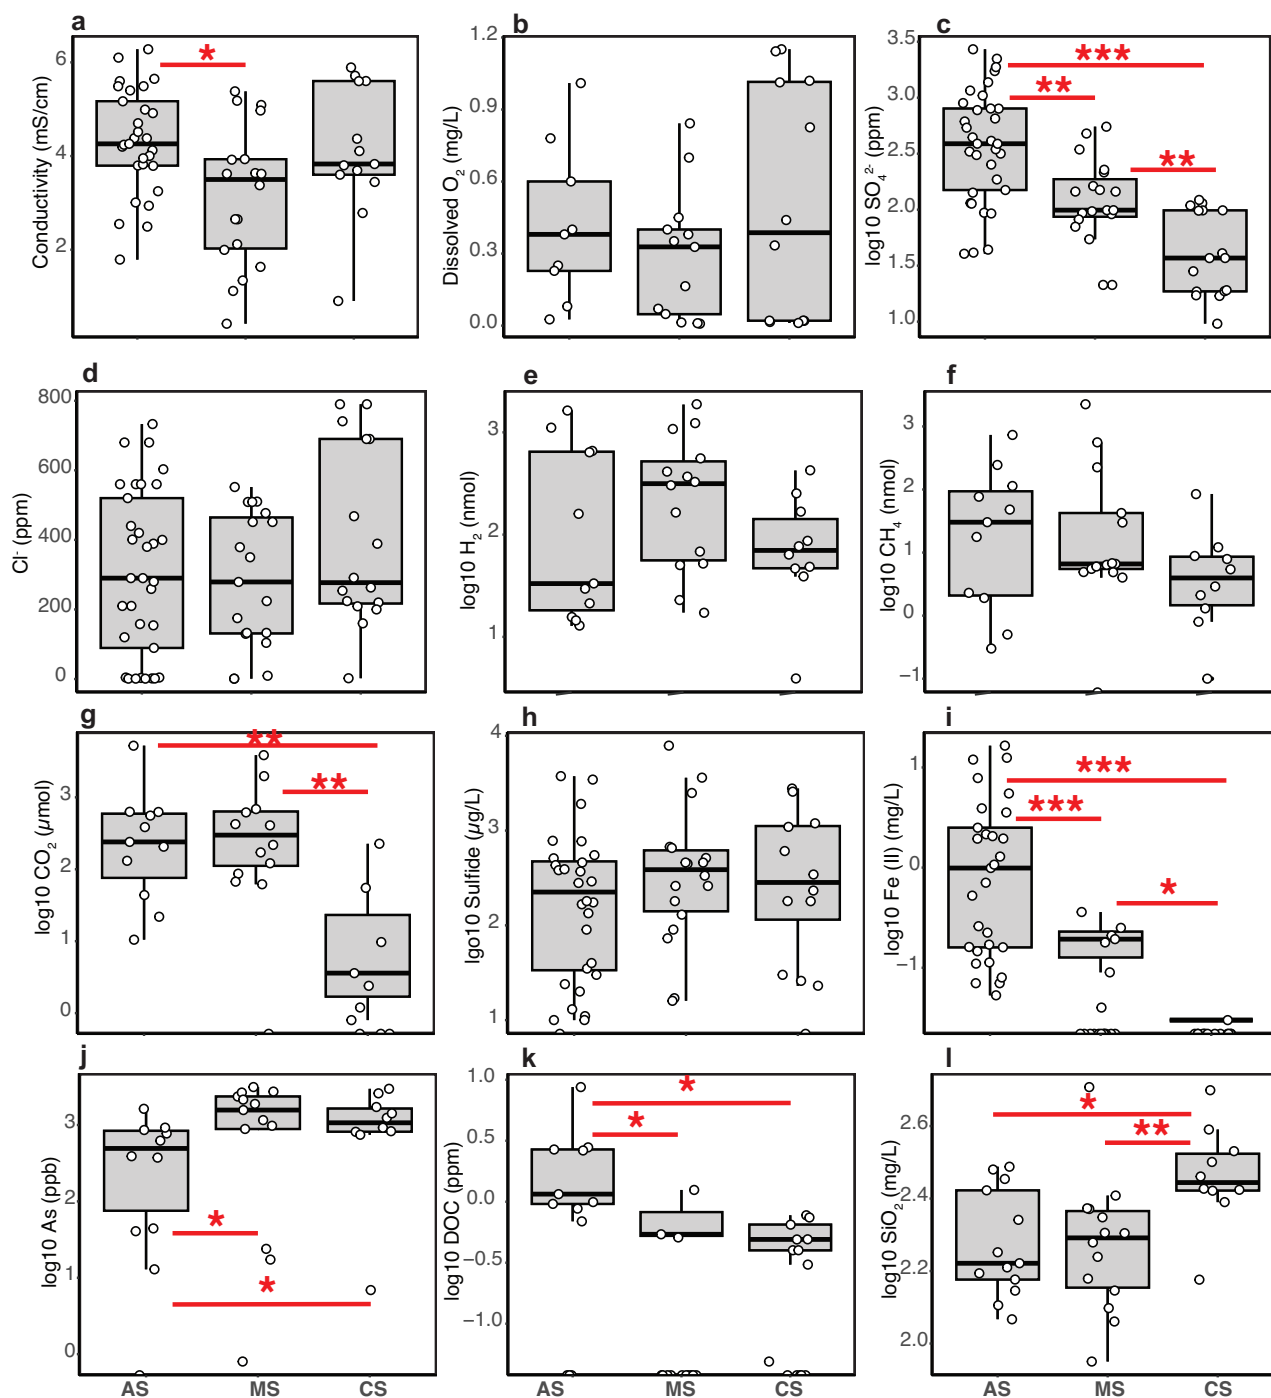 a
Conductivity (mS/cm)
6
4
2
*
b
Dissolved O2 (mg/L)
1.2
0.9
0.6
0.3
0.0
c
log10 SO4 2- (ppm)
3.5
3.0
2.5
2.0
1.5
1.0
***
**
**
d
Cl- (ppm)
800
600
400
200
0
e
log10 H2 (nmol)
3
2
1
f
log10 CH4 (nmol)
3
2
1
0
−1
g
log10 CO2 (µmol)
3
2
1
0
**
**
h
lgo10 Sulfide (µg/L)
4
3
2
1
i
log10 Fe (II) (mg/L)
1
0
−1
***
***
*
j
log10 As (ppb)
3
2
1
0
*
*
AS MS CS
k
log10 DOC (ppm)
1.0
0.5
0.0
−0.5
−1.0
*
*
AS MS CS
l
log10 SiO2 (mg/L)
2.6
2.4
2.2
2.0
*
**
AS MS CS